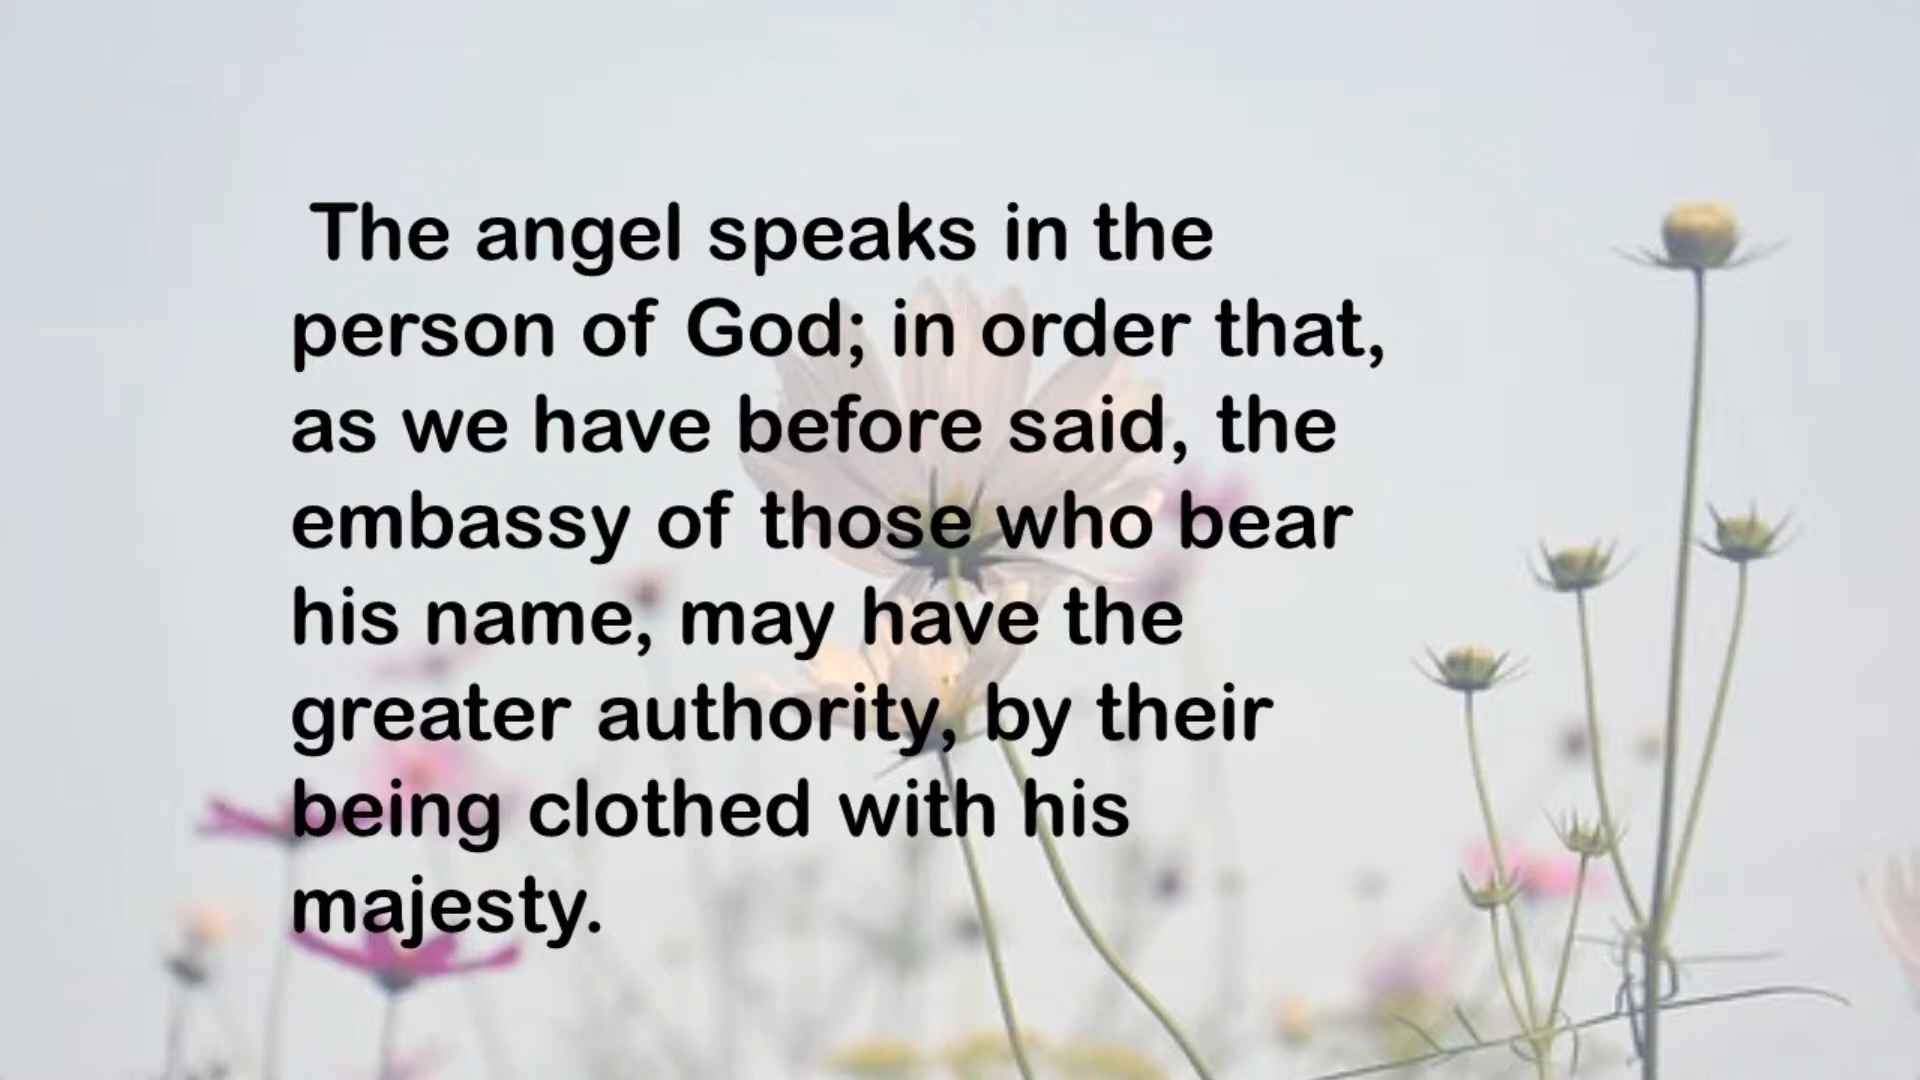 The angel speaks in the
person of God; in order that,
as we have before said, the
embassy of those who bear
his name, may have the
greater authority, by their
being clothed with his
majesty.